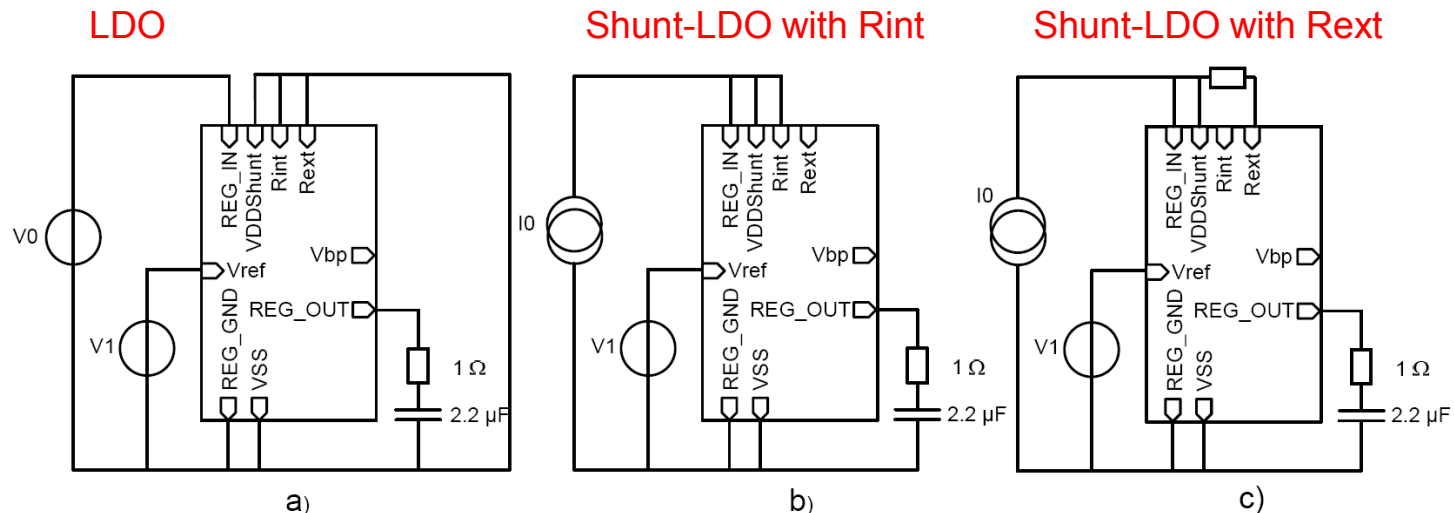 LDO
Shunt-LDO with Rint
Shunt-LDO with Rext
REG_IN
VDDShunt
Rint
Rext
V0
Vbp
Vref
REG_OUT
V1
REG_GND
VSS
1 Ω
2.2 µF
a)
REG_IN
VDDShunt
Rint
Rext
I0
Vbp
Vref
REG_OUT
V1
REG_GND
VSS
1 Ω
2.2 µF
b)
REG_IN
VDDShunt
Rint
Rext
I0
Vbp
Vref
REG_OUT
V1
REG_GND
VSS
1 Ω
2.2 µF
c)